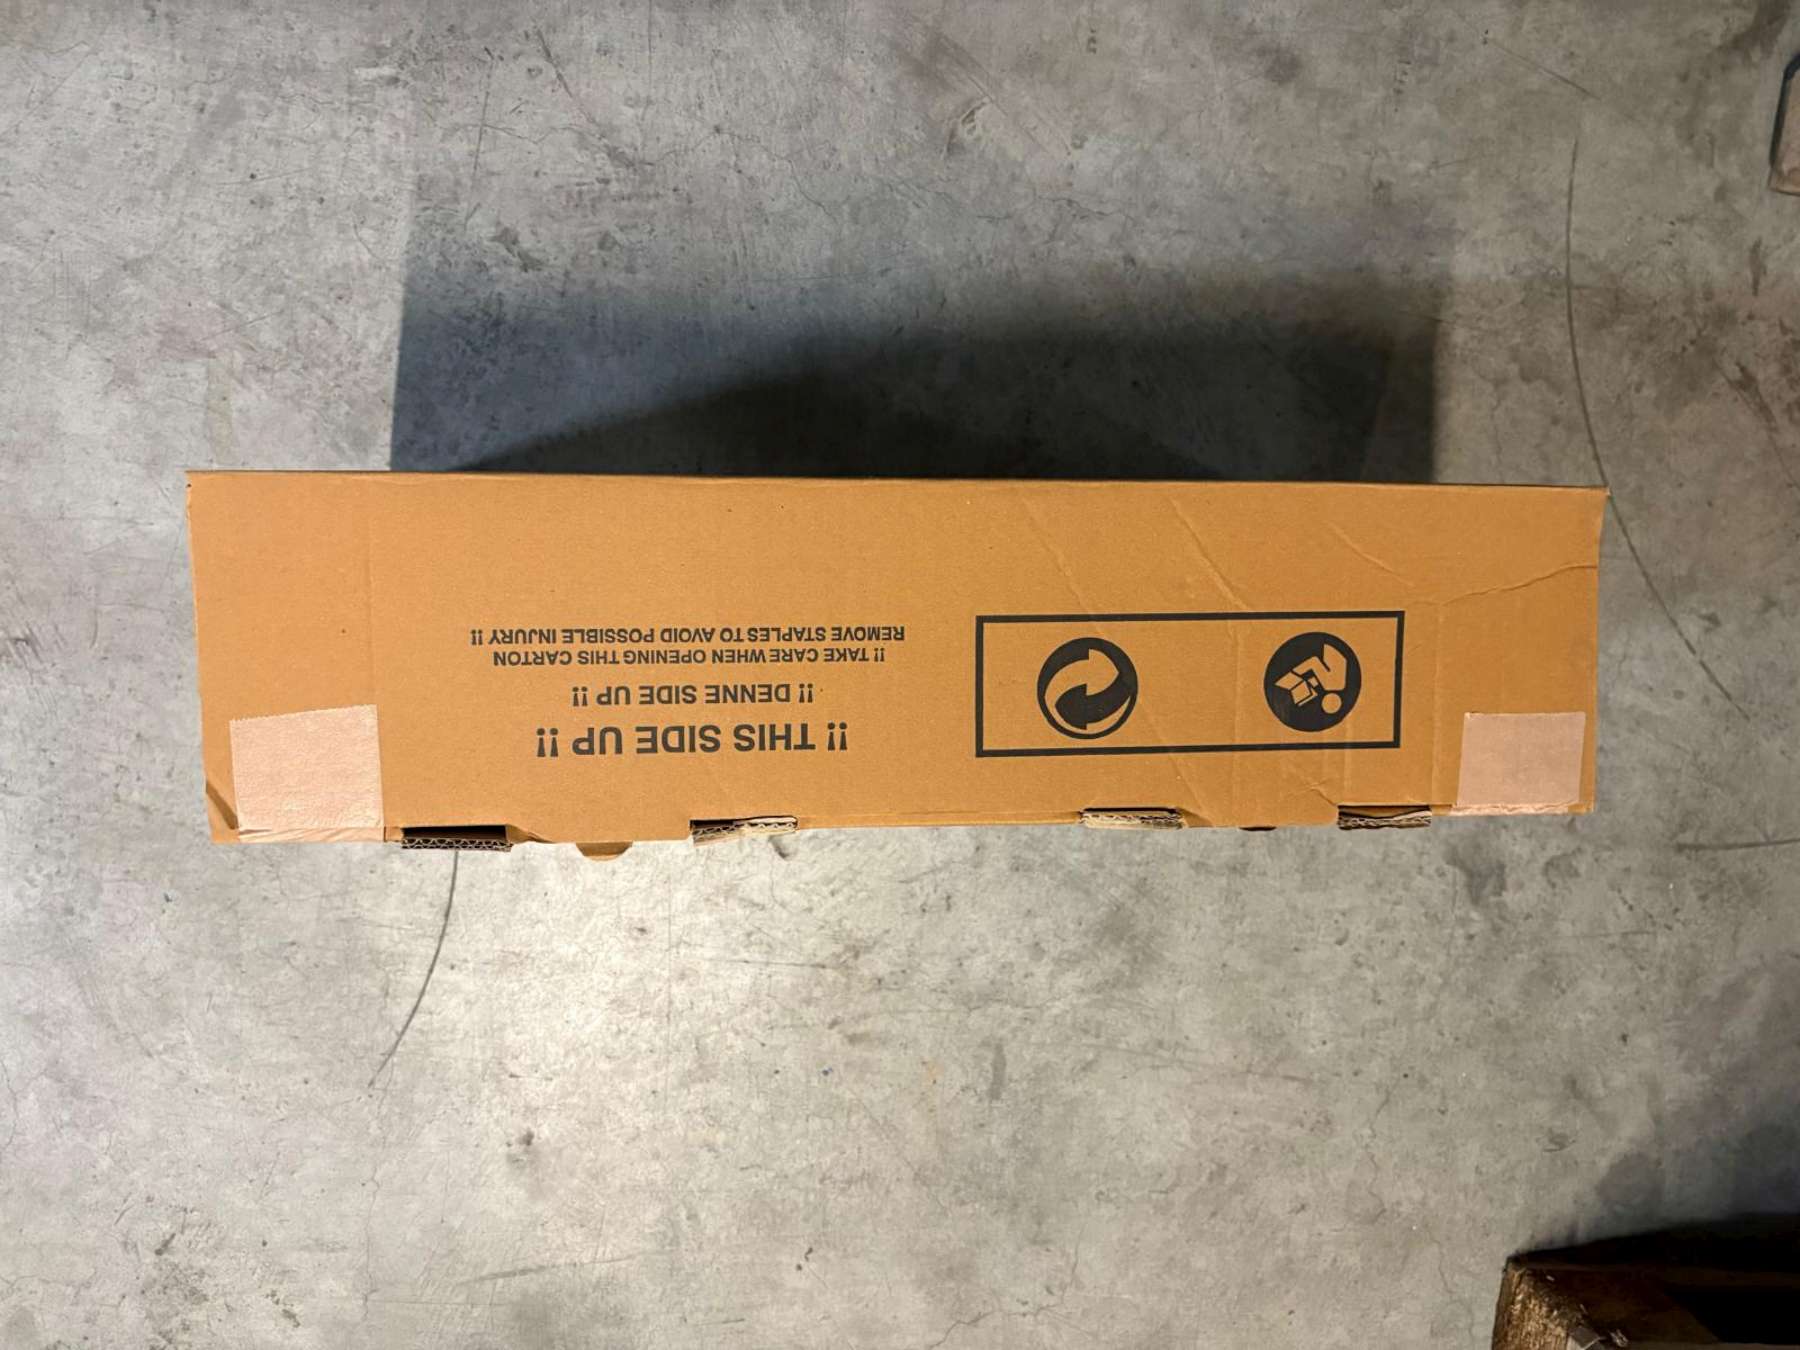 !! THIS SIDE UP !!
!! DENNE SIDE UP !!
!! TAKE CARE WHEN OPENING THIS CARTON
REMOVE STAPLES TO AVOID POSSIBLE INJURY !!